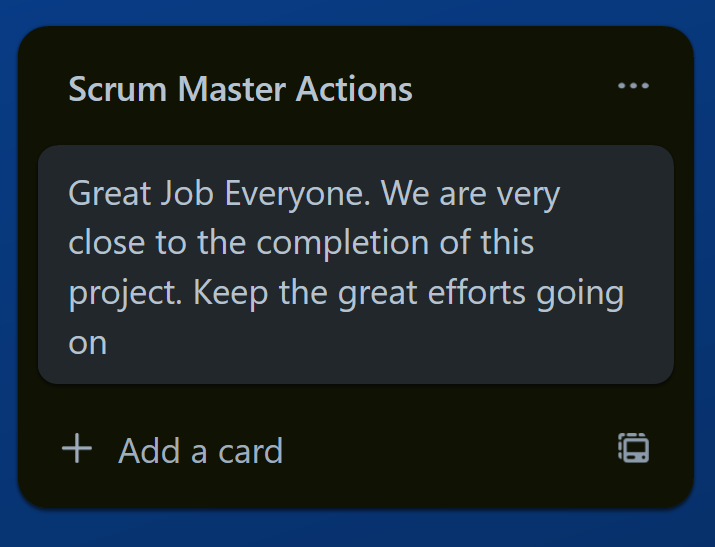 Scrum Master Actions
Great Job Everyone. We are very
close to the completion of this
project. Keep the great efforts going
on
Add a card